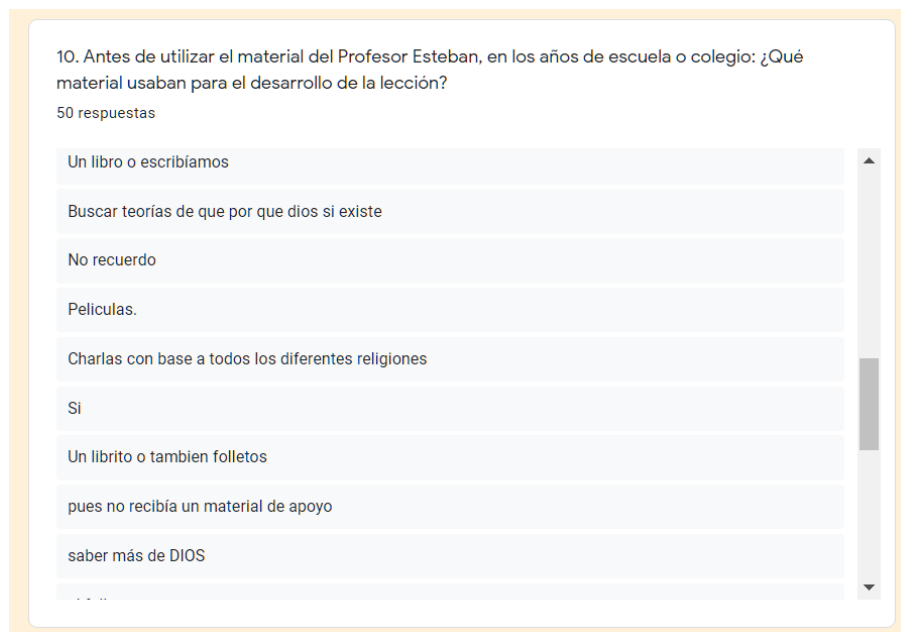 10. Antes de utilizar el material del Profesor Esteban, en los años de escuela o colegio: ¿Qué
material usaban para el desarrollo de la lección?
50 respuestas
Un libro o escribíamos
Buscar teorías de que por que dios si existe
No recuerdo
Peliculas.
Charlas con base a todos los diferentes religiones
Si
Un librito o tambien folletos
pues no recibía un material de apoyo
saber más de DIOS